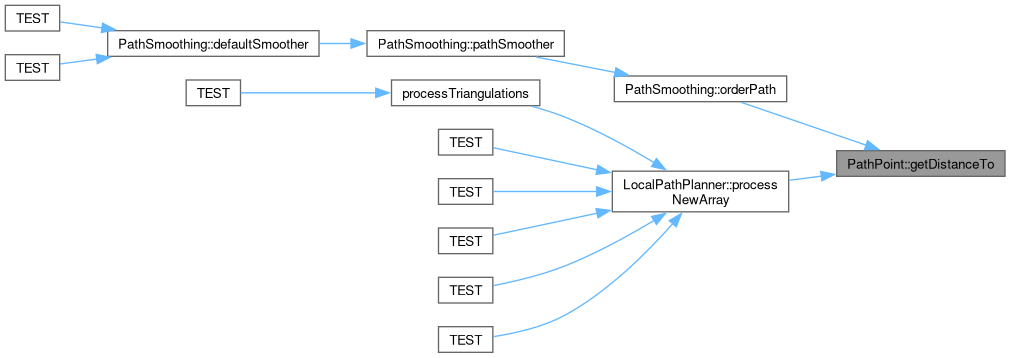 TEST
PathSmoothing::defaultSmoother
PathSmoothing::pathSmoother
TEST
TEST
processTriangulations
PathSmoothing::orderPath
TEST
PathPoint::getDistanceTo
LocalPathPlanner::process
NewArray
TEST
TEST
TEST
TEST